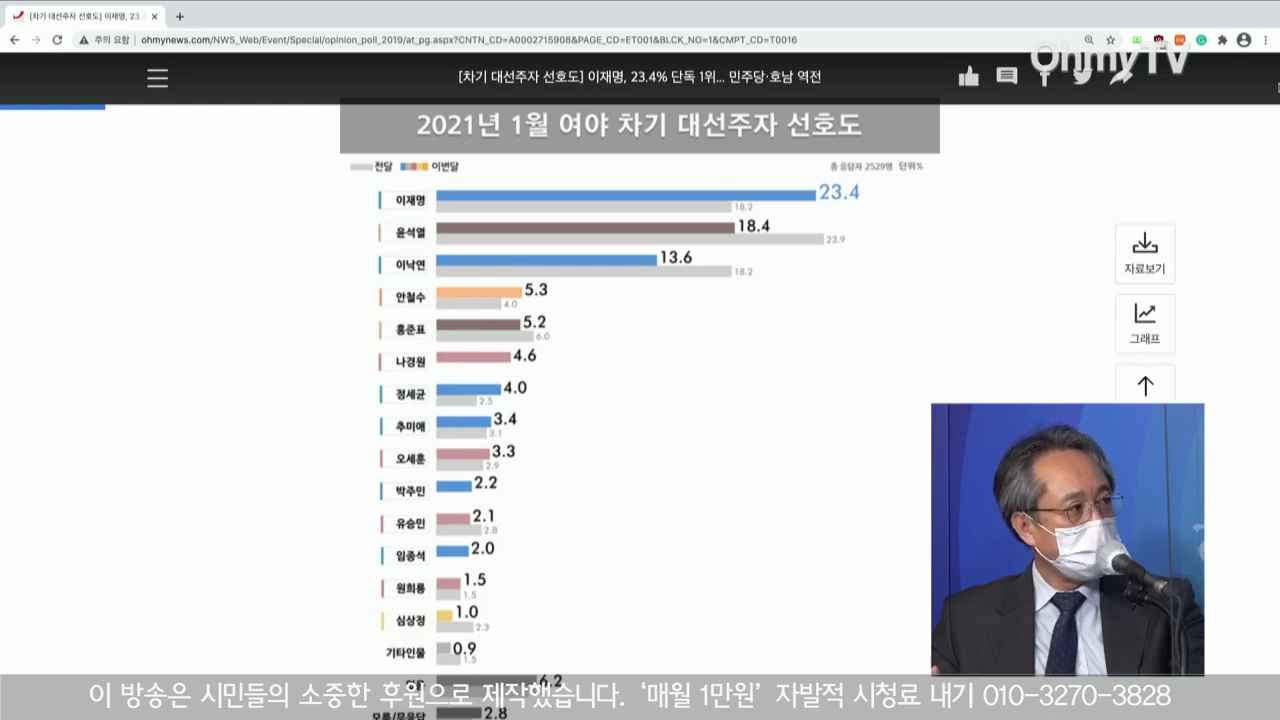 [차기 대선주자 선호도] 이재명, 23.4
주의 요함 | ohmynews.com/NWS_Web/Event/Special/opinion_poll_2019/at_pg.aspx?CNTN_CD=A0002715908&PAGE_CD=ET001&BLCK_NO=1&CMPT_CD=T0016
[차기 대선주자 선호도] 이재명, 23.4% 단독 1위... 민주당·호남 역전
OhmyTV
2021년 1월 여야 차기 대선주자 선호도
전달 이번달 총 응답자 2529명 단위%
이재명 23.4 18.2
윤석열 18.4 23.9
이낙연 13.6 18.2
안철수 5.3 4.0
홍준표 5.2 6.0
나경원 4.6
정세균 4.0 2.5
추미애 3.4 3.1
오세훈 3.3 2.9
박주민 2.2
유승민 2.1 2.8
임종석 2.0
원희룡 1.5 1.5
심상정 1.0 2.3
기타인물 0.9 1.5
6.2
모름/무응답 2.8
자료보기
그래프
이 방송은 시민들의 소중한 후원으로 제작했습니다. ‘매월 1만원’ 자발적 시청료 내기 010-3270-3828